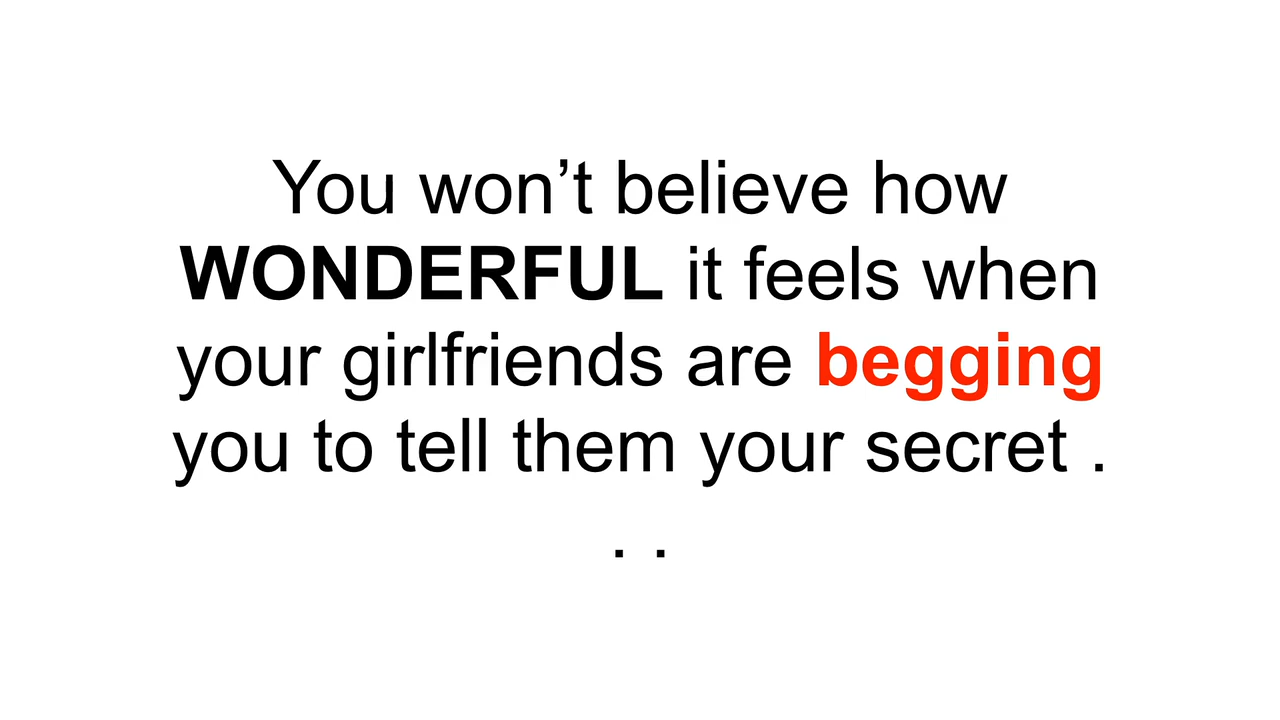 You won’t believe how
WONDERFUL it feels when
your girlfriends are begging
you to tell them your secret .
. .